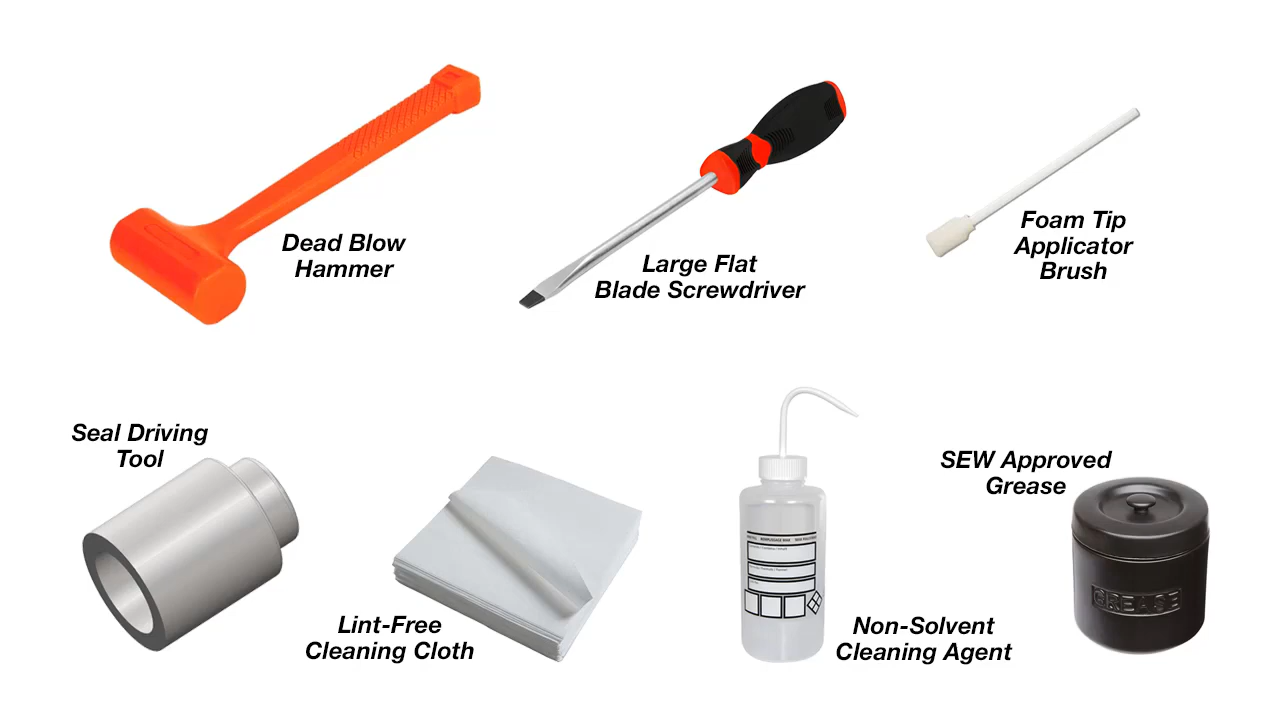 Dead Blow
Hammer
Large Flat
Blade Screwdriver
Foam Tip
Applicator
Brush
Seal Driving
Tool
Lint-Free
Cleaning Cloth
Non-Solvent
Cleaning Agent
SEW Approved
Grease
GREASE